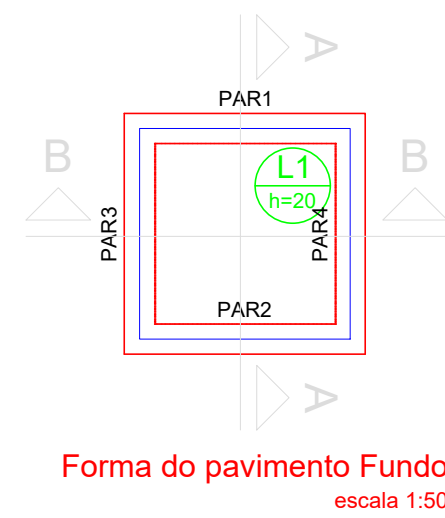 A
PAR1
B
L1
B
h=20
PAR3
PAR4
PAR2
A
Forma do pavimento Fundo
escala 1:50